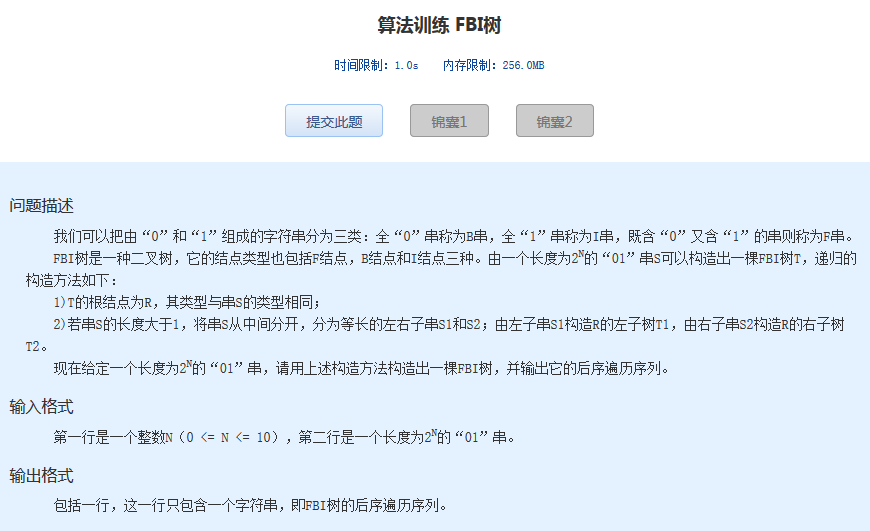 算法训练 FBI树
时间限制：1.0s 内存限制：256.0MB
提交此题 锦囊1 锦囊2
问题描述
我们可以把由“0”和“1”组成的字符串分为三类：全“0”串称为B串，全“1”串称为I串，既含“0”又含“1”的串则称为F串。
FBI树是一种二叉树，它的结点类型也包括F结点，B结点和I结点三种。由一个长度为2^N的“01”串S可以构造出一棵FBI树T，递归的
构造方法如下：
1)T的根结点为R，其类型与串S的类型相同；
2)若串S的长度大于1，将串S从中间分开，分为等长的左右子串S1和S2；由左子串S1构造R的左子树T1，由右子串S2构造R的右子树
T2。
现在给定一个长度为2^N的“01”串，请用上述构造方法构造出一棵FBI树，并输出它的后序遍历序列。
输入格式
第一行是一个整数N（0 <= N <= 10），第二行是一个长度为2^N的“01”串。
输出格式
包括一行，这一行只包含一个字符串，即FBI树的后序遍历序列。